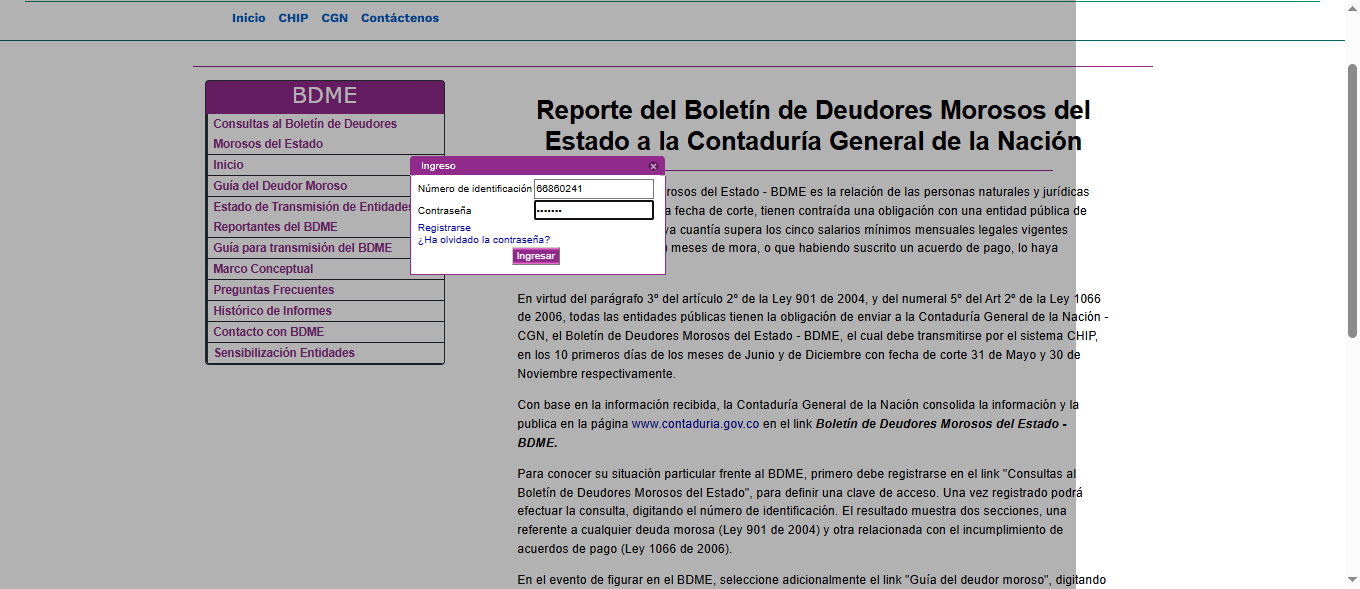 Inicio CHIP CGN Contáctenos
BDME
Consultas al Boletín de Deudores
Morosos del Estado
Inicio
Guía del Deudor Moroso
Estado de Transmisión de Entidades
Reportantes del BDME
Guía para transmisión del BDME
Marco Conceptual
Preguntas Frecuentes
Histórico de Informes
Contacto con BDME
Sensibilización Entidades
Ingreso
Número de identificación 66860241
Contraseña •••••••
Registrarse
¿Ha olvidado la contraseña?
Ingresar
Reporte del Boletín de Deudores Morosos del
Estado a la Contaduría General de la Nación
rosos del Estado - BDME es la relación de las personas naturales y jurídicas
a fecha de corte, tienen contraída una obligación con una entidad pública de
ya cuantía supera los cinco salarios mínimos mensuales legales vigentes
) meses de mora, o que habiendo suscrito un acuerdo de pago, lo haya
En virtud del parágrafo 3º del artículo 2º de la Ley 901 de 2004, y del numeral 5º del Art 2º de la Ley 1066
de 2006, todas las entidades públicas tienen la obligación de enviar a la Contaduría General de la Nación -
CGN, el Boletín de Deudores Morosos del Estado - BDME, el cual debe transmitirse por el sistema CHIP,
en los 10 primeros días de los meses de Junio y de Diciembre con fecha de corte 31 de Mayo y 30 de
Noviembre respectivamente.
Con base en la información recibida, la Contaduría General de la Nación consolida la información y la
publica en la página www.contaduria.gov.co en el link Boletín de Deudores Morosos del Estado -
BDME.
Para conocer su situación particular frente al BDME, primero debe registrarse en el link "Consultas al
Boletín de Deudores Morosos del Estado", para definir una clave de acceso. Una vez registrado podrá
efectuar la consulta, digitando el número de identificación. El resultado muestra dos secciones, una
referente a cualquier deuda morosa (Ley 901 de 2004) y otra relacionada con el incumplimiento de
acuerdos de pago (Ley 1066 de 2006).
En el evento de figurar en el BDME, seleccione adicionalmente el link "Guía del deudor moroso", digitando